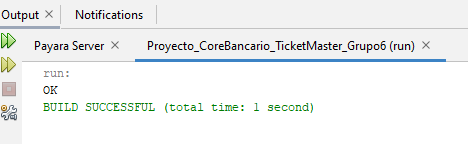 Output
Notifications
Payara Server
Proyecto_CoreBancario_TicketMaster_Grupo6 (run)
run:
OK
BUILD SUCCESSFUL (total time: 1 second)